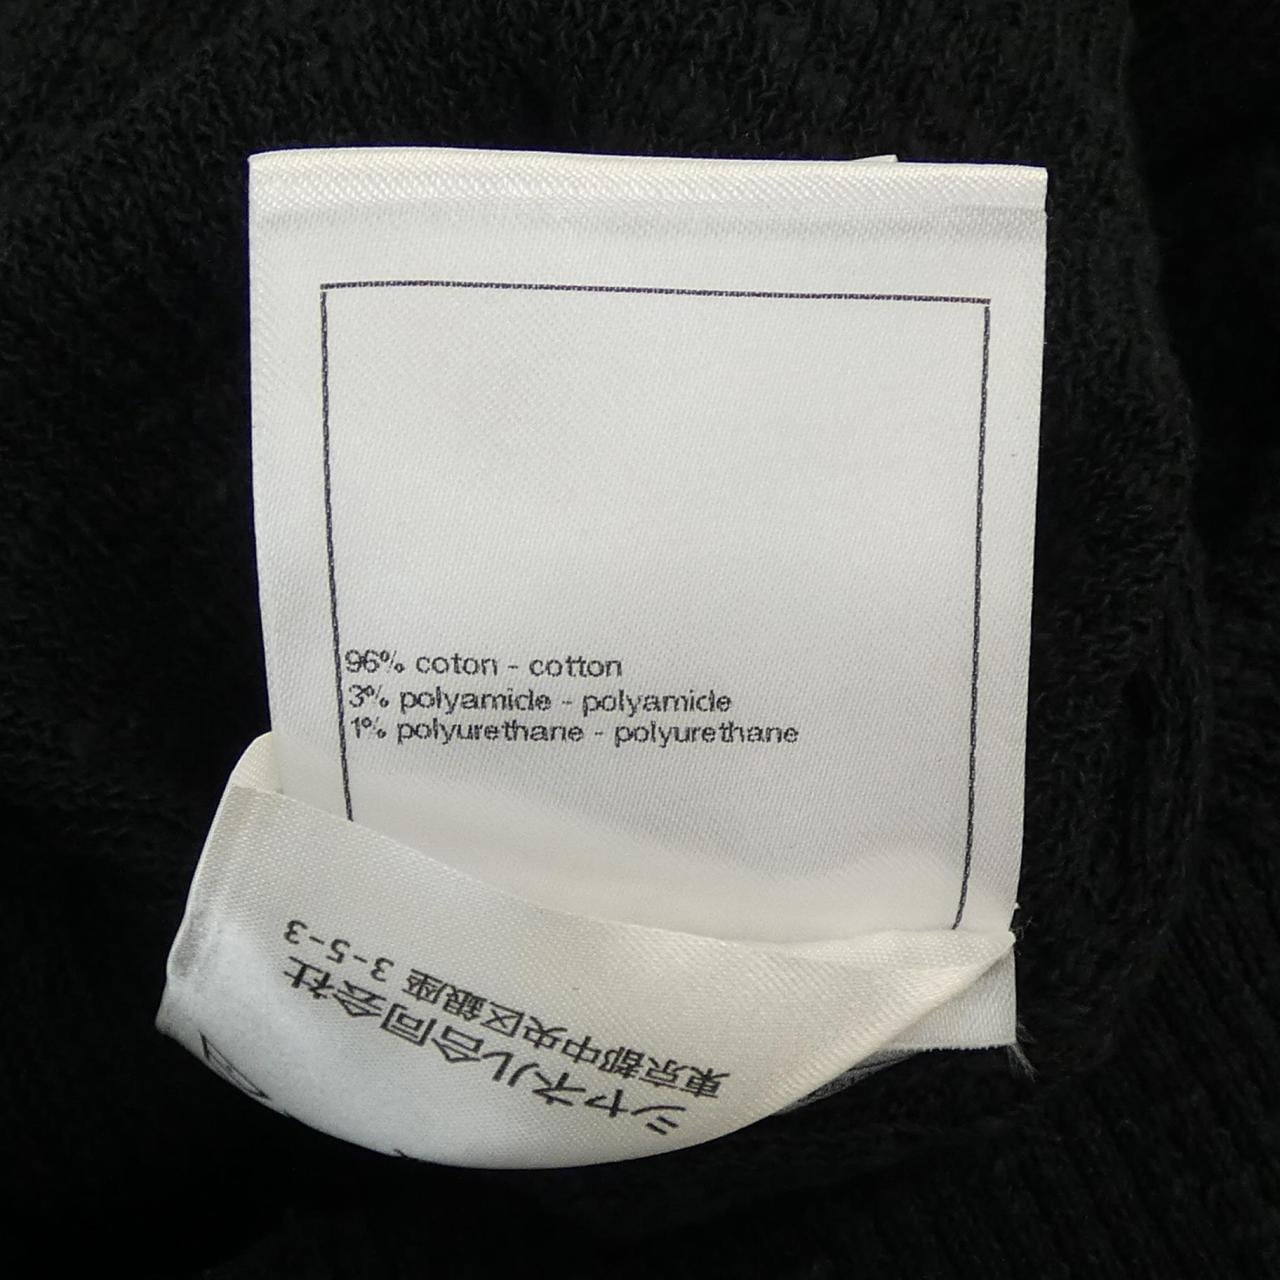 96% coton - cotton
3% polyamide - polyamide
1% polyurethane - polyurethane
シャネル合同会社
東京都中央区銀座 3-5-3